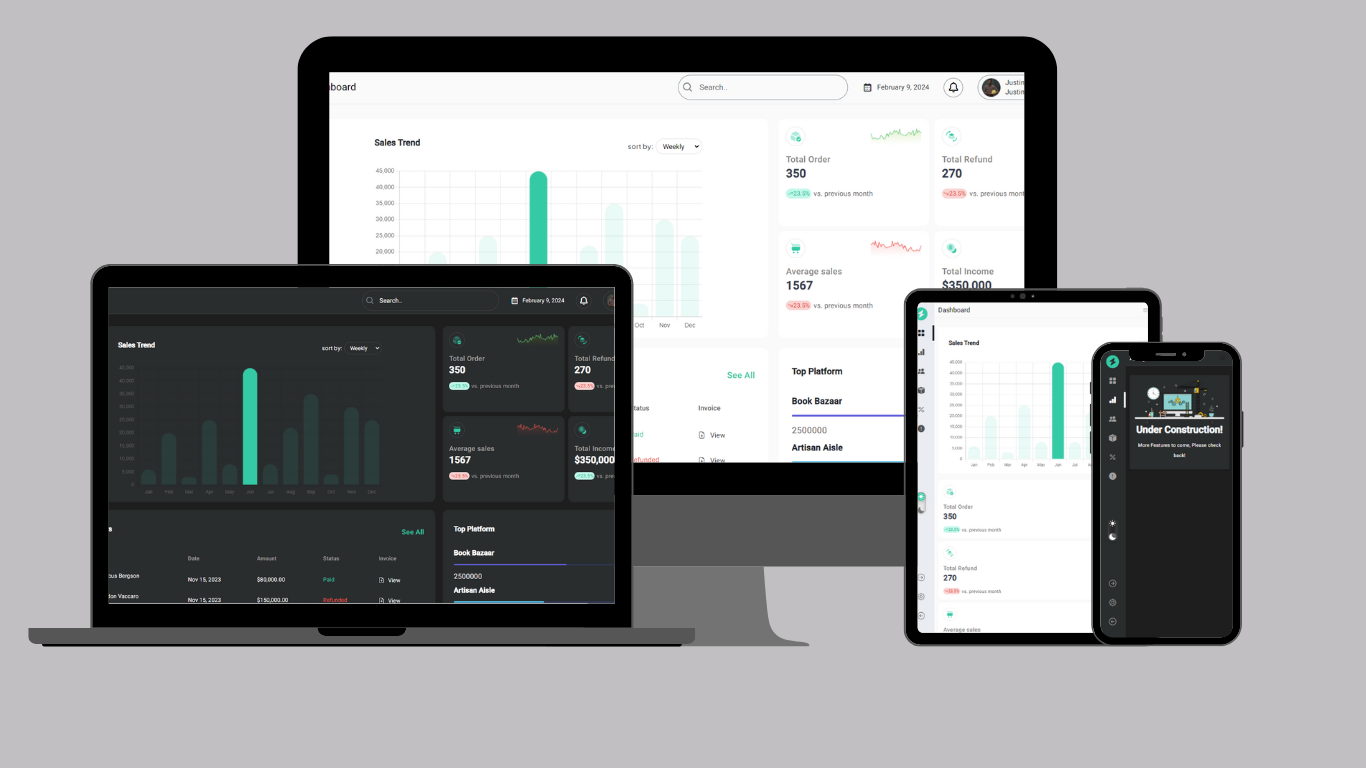 board
Search..
February 9, 2024
Justin
Justin
Sales Trend
sort by: Weekly
45,000
40,000
35,000
30,000
25,000
20,000
Oct Nov Dec
Total Order
350
23.5% vs. previous month
Total Refund
270
23.5% vs. previous mont
Average sales
1567
23.5% vs. previous month
Total Income
$350,000
See All
tatus Invoice
aid View
efunded View
Top Platform
Book Bazaar
2500000
Artisan Aisle
Search..
February 9, 2024
Sales Trend
sort by: Weekly
45,000
40,000
35,000
30,000
25,000
20,000
15,000
10,000
5,000
0
Jan Feb Mar Apr May Jun Jul Aug Sep Oct Nov Dec
Total Order
350
23.5% vs. previous month
Total Refund
270
23.5% vs. pre
Average sales
1567
23.5% vs. previous month
Total Income
$350,000
23.5% vs. pre
s
See All
Date Amount Status Invoice
cus Bergson Nov 15, 2023 $80,000.00 Paid View
don Vaccaro Nov 15, 2023 $150,000.00 Refunded View
Top Platform
Book Bazaar
2500000
Artisan Aisle
Dashboard
Sales Trend
45,000
40,000
35,000
30,000
25,000
20,000
15,000
10,000
5,000
0
Jan Feb Mar Apr May Jun Jul
Total Order
350
23.5% vs. previous month
Total Refund
270
23.5% vs. previous month
Average sales
Under Construction!
More Features to come, Please check
back!